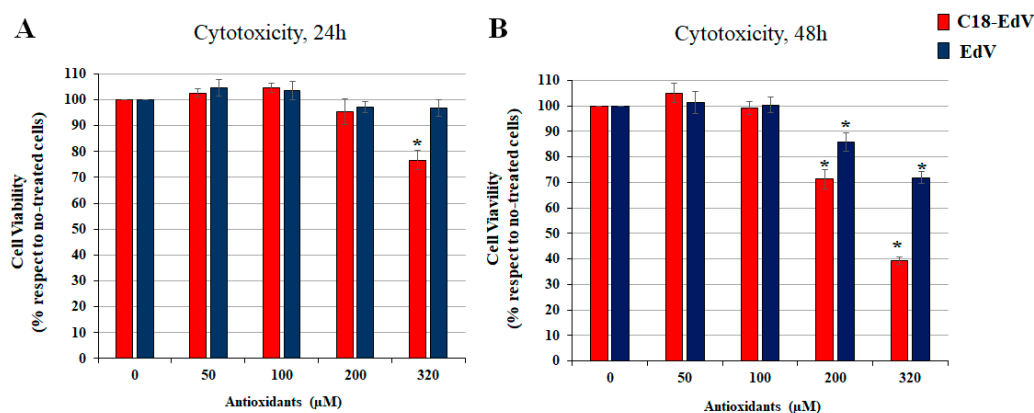 A
Cytotoxicity, 24h
Cell Viability
(% respect to no-treated cells)
110
100
90
80
70
60
50
40
30
20
10
0
*
0 50 100 200 320
Antioxidants (µM)
B
Cytotoxicity, 48h
C18-EdV
EdV
Cell Viavility
(% respect to no-treated cells)
110
100
90
80
70
60
50
40
30
20
10
0
*
*
*
*
0 50 100 200 320
Antioxidants (µM)